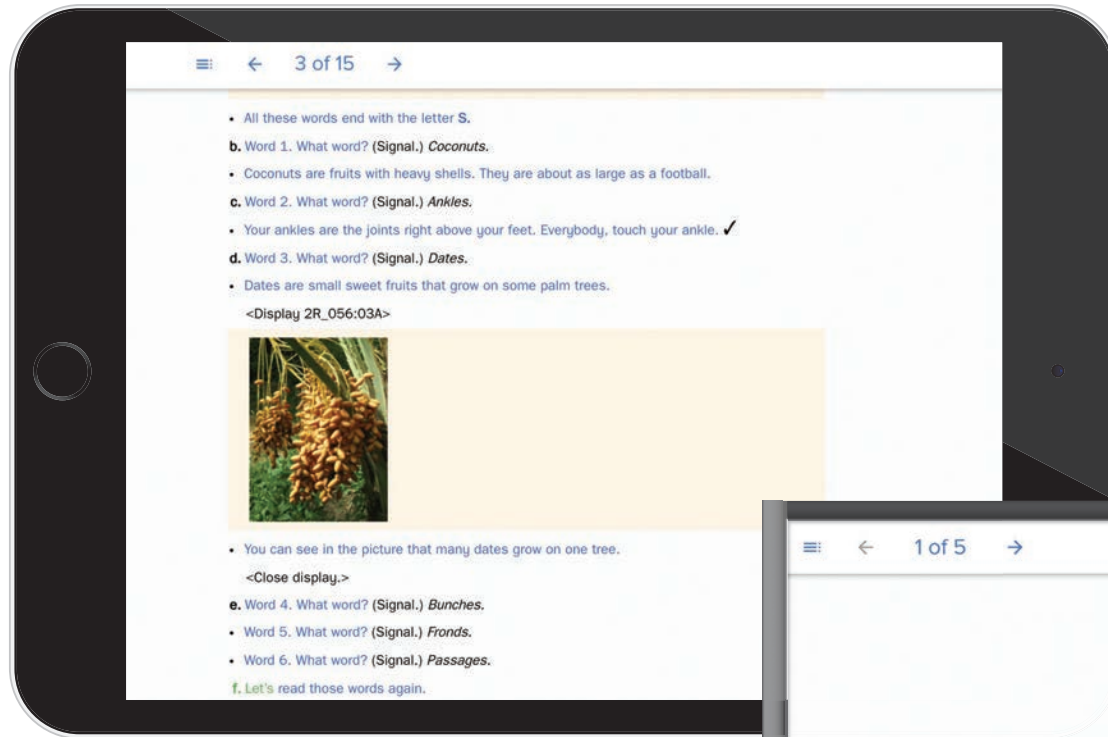 3 of 15
• All these words end with the letter S.
b. Word 1. What word? (Signal.) Coconuts.
• Coconuts are fruits with heavy shells. They are about as large as a football.
c. Word 2. What word? (Signal.) Ankles.
• Your ankles are the joints right above your feet. Everybody, touch your ankle. ✓
d. Word 3. What word? (Signal.) Dates.
• Dates are small sweet fruits that grow on some palm trees.
<Display 2R_056:03A>
• You can see in the picture that many dates grow on one tree.
<Close display.>
e. Word 4. What word? (Signal.) Bunches.
• Word 5. What word? (Signal.) Fronds.
• Word 6. What word? (Signal.) Passages.
f. Let's read those words again.
1 of 5